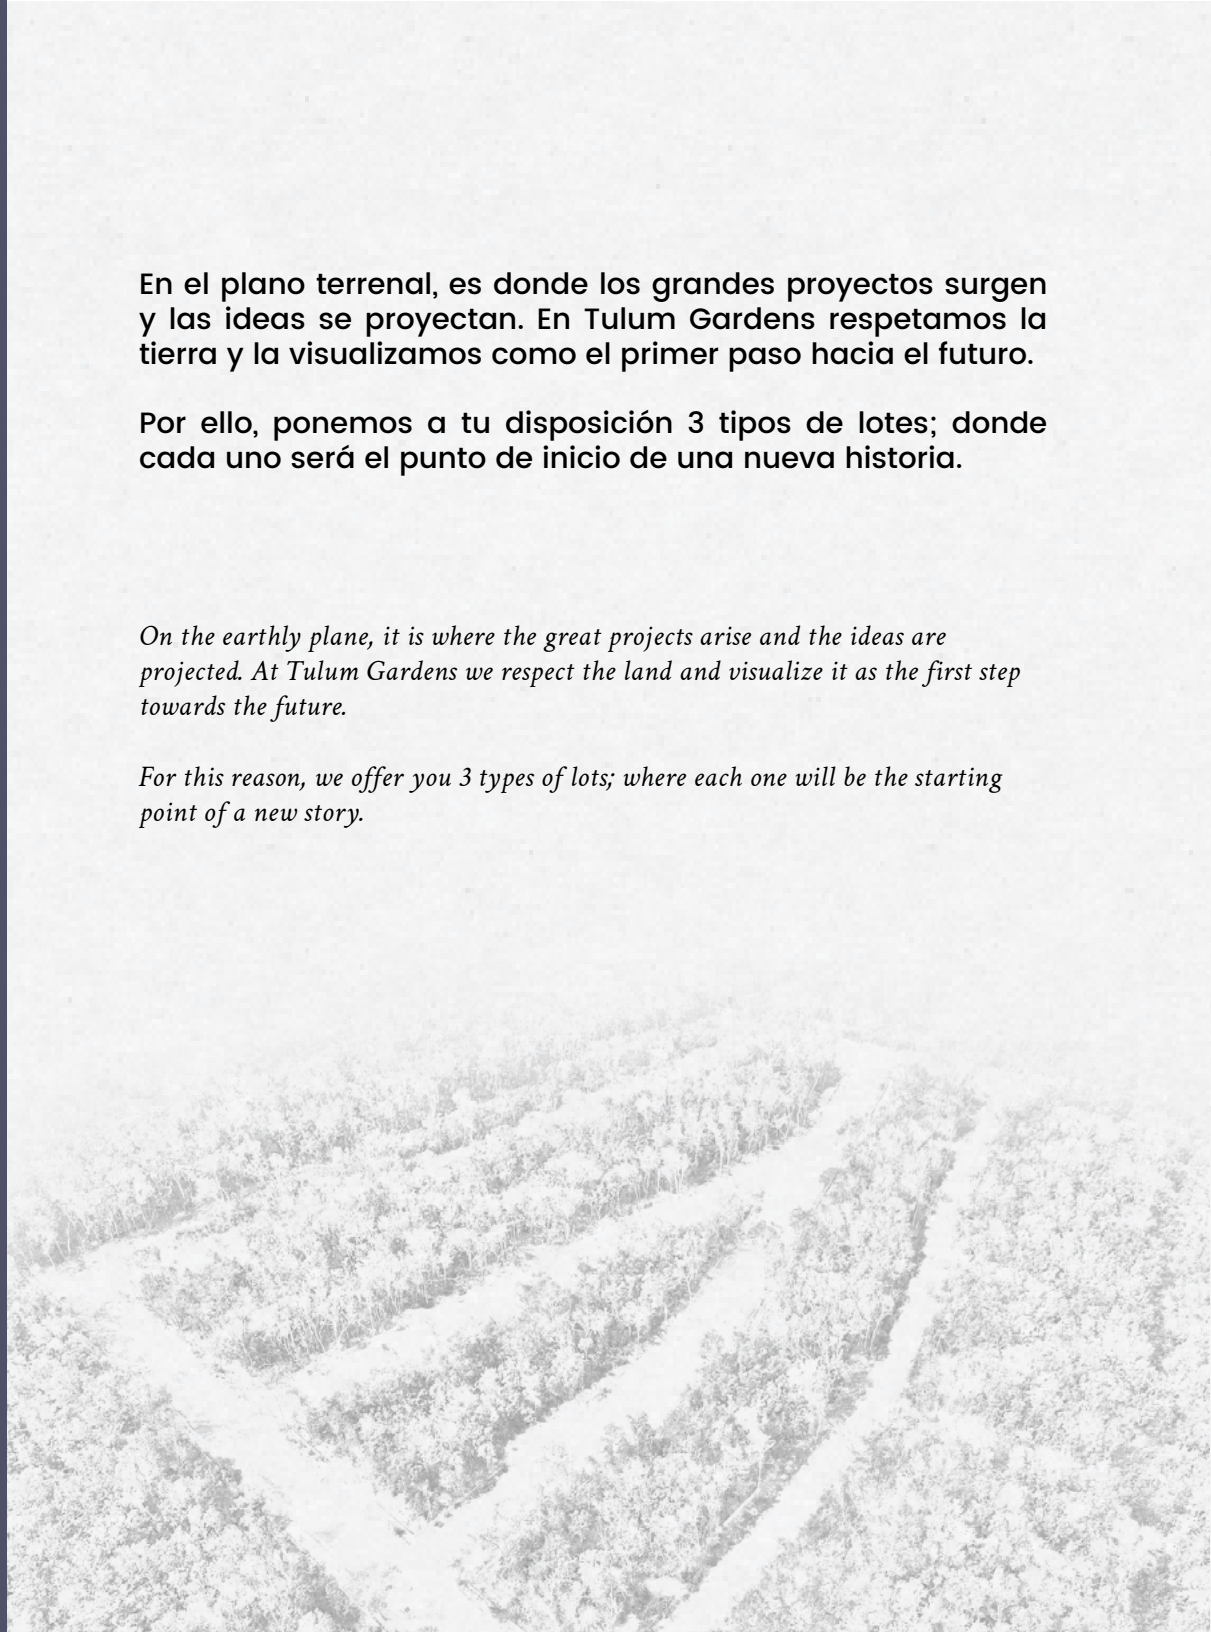 En el plano terrenal, es donde los grandes proyectos surgen
y las ideas se proyectan. En Tulum Gardens respetamos la
tierra y la visualizamos como el primer paso hacia el futuro.
Por ello, ponemos a tu disposición 3 tipos de lotes; donde
cada uno será el punto de inicio de una nueva historia.
On the earthly plane, it is where the great projects arise and the ideas are
projected. At Tulum Gardens we respect the land and visualize it as the first step
towards the future.
For this reason, we offer you 3 types of lots; where each one will be the starting
point of a new story.